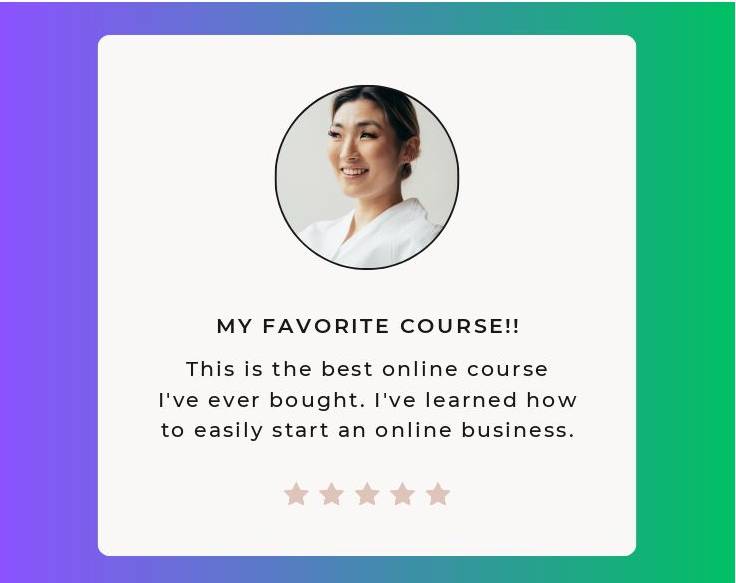 MY FAVORITE COURSE!!
This is the best online course
I've ever bought. I've learned how
to easily start an online business.